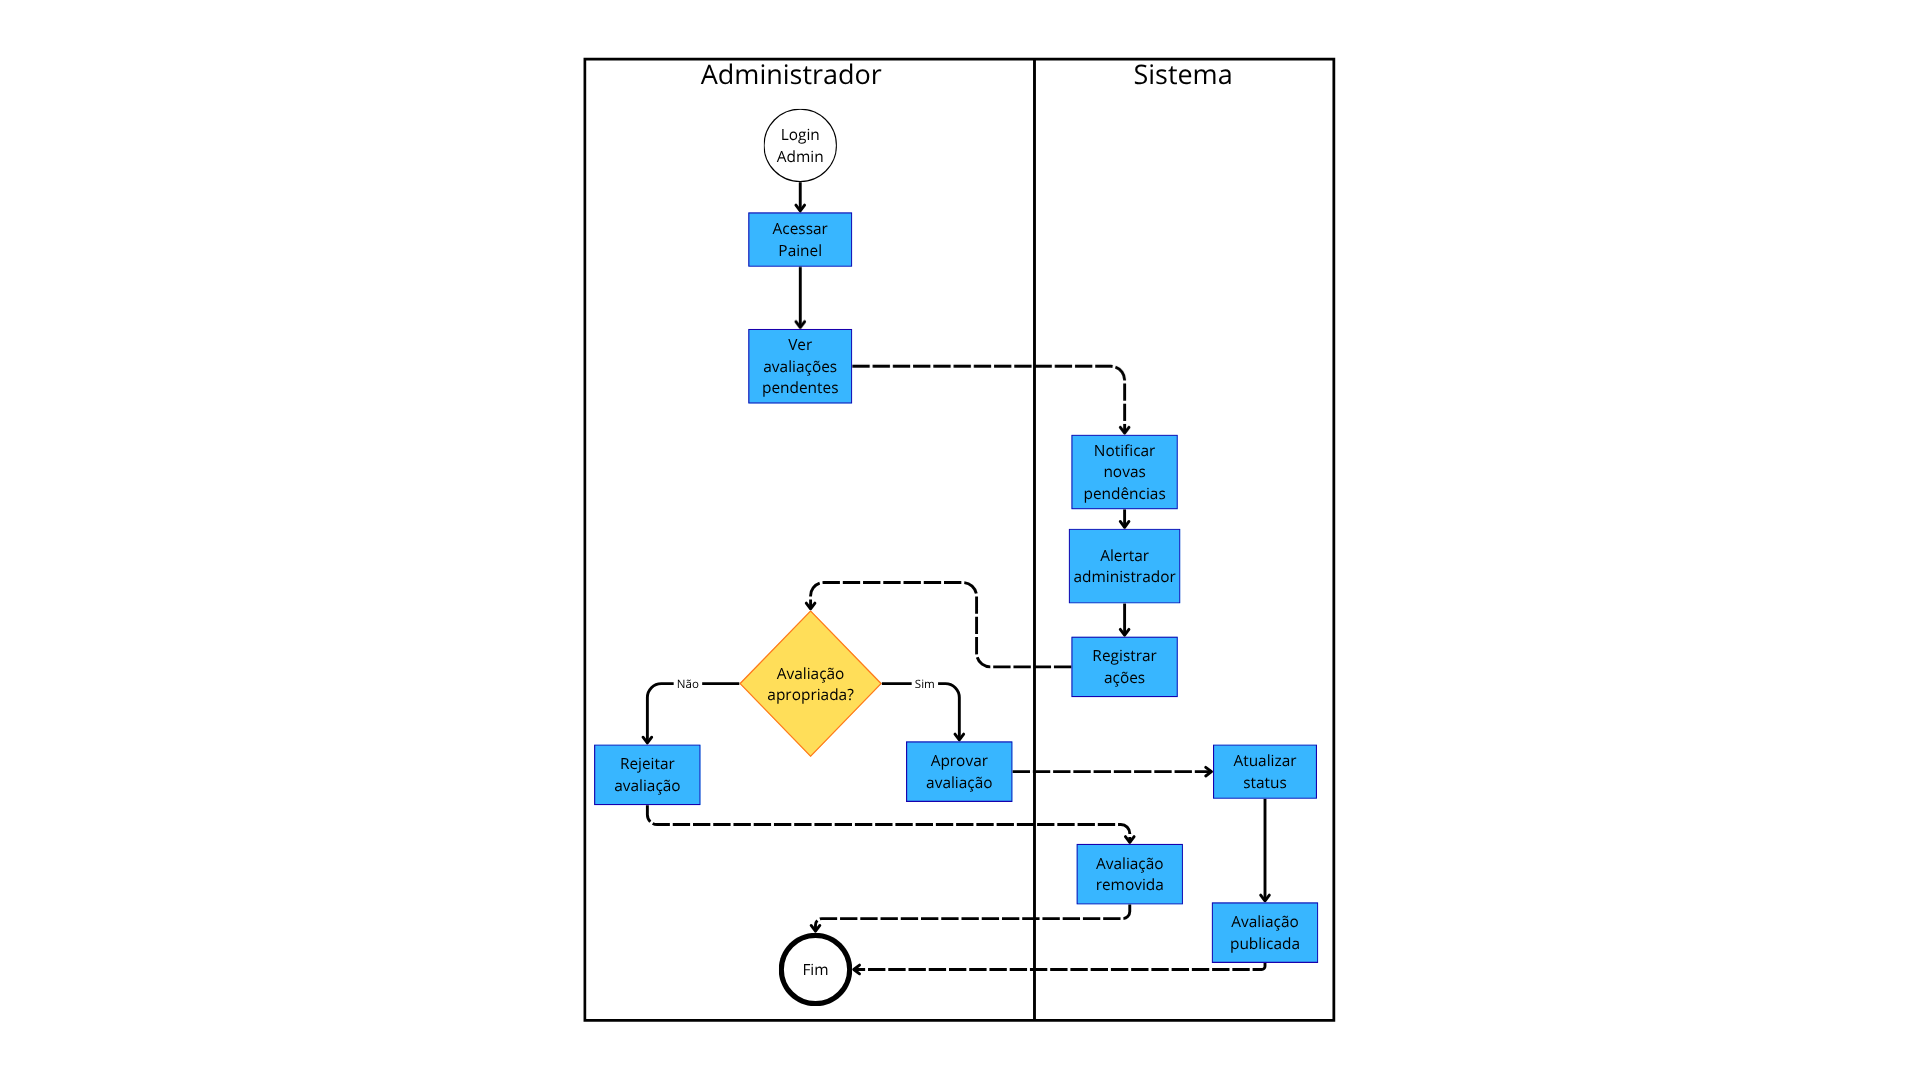 Administrador
Sistema
Login
Admin
Acessar
Painel
Ver
avaliações
pendentes
Notificar
novas
pendências
Alertar
administrador
Registrar
ações
Avaliação
apropriada?
Não
Sim
Rejeitar
avaliação
Aprovar
avaliação
Atualizar
status
Avaliação
removida
Avaliação
publicada
Fim